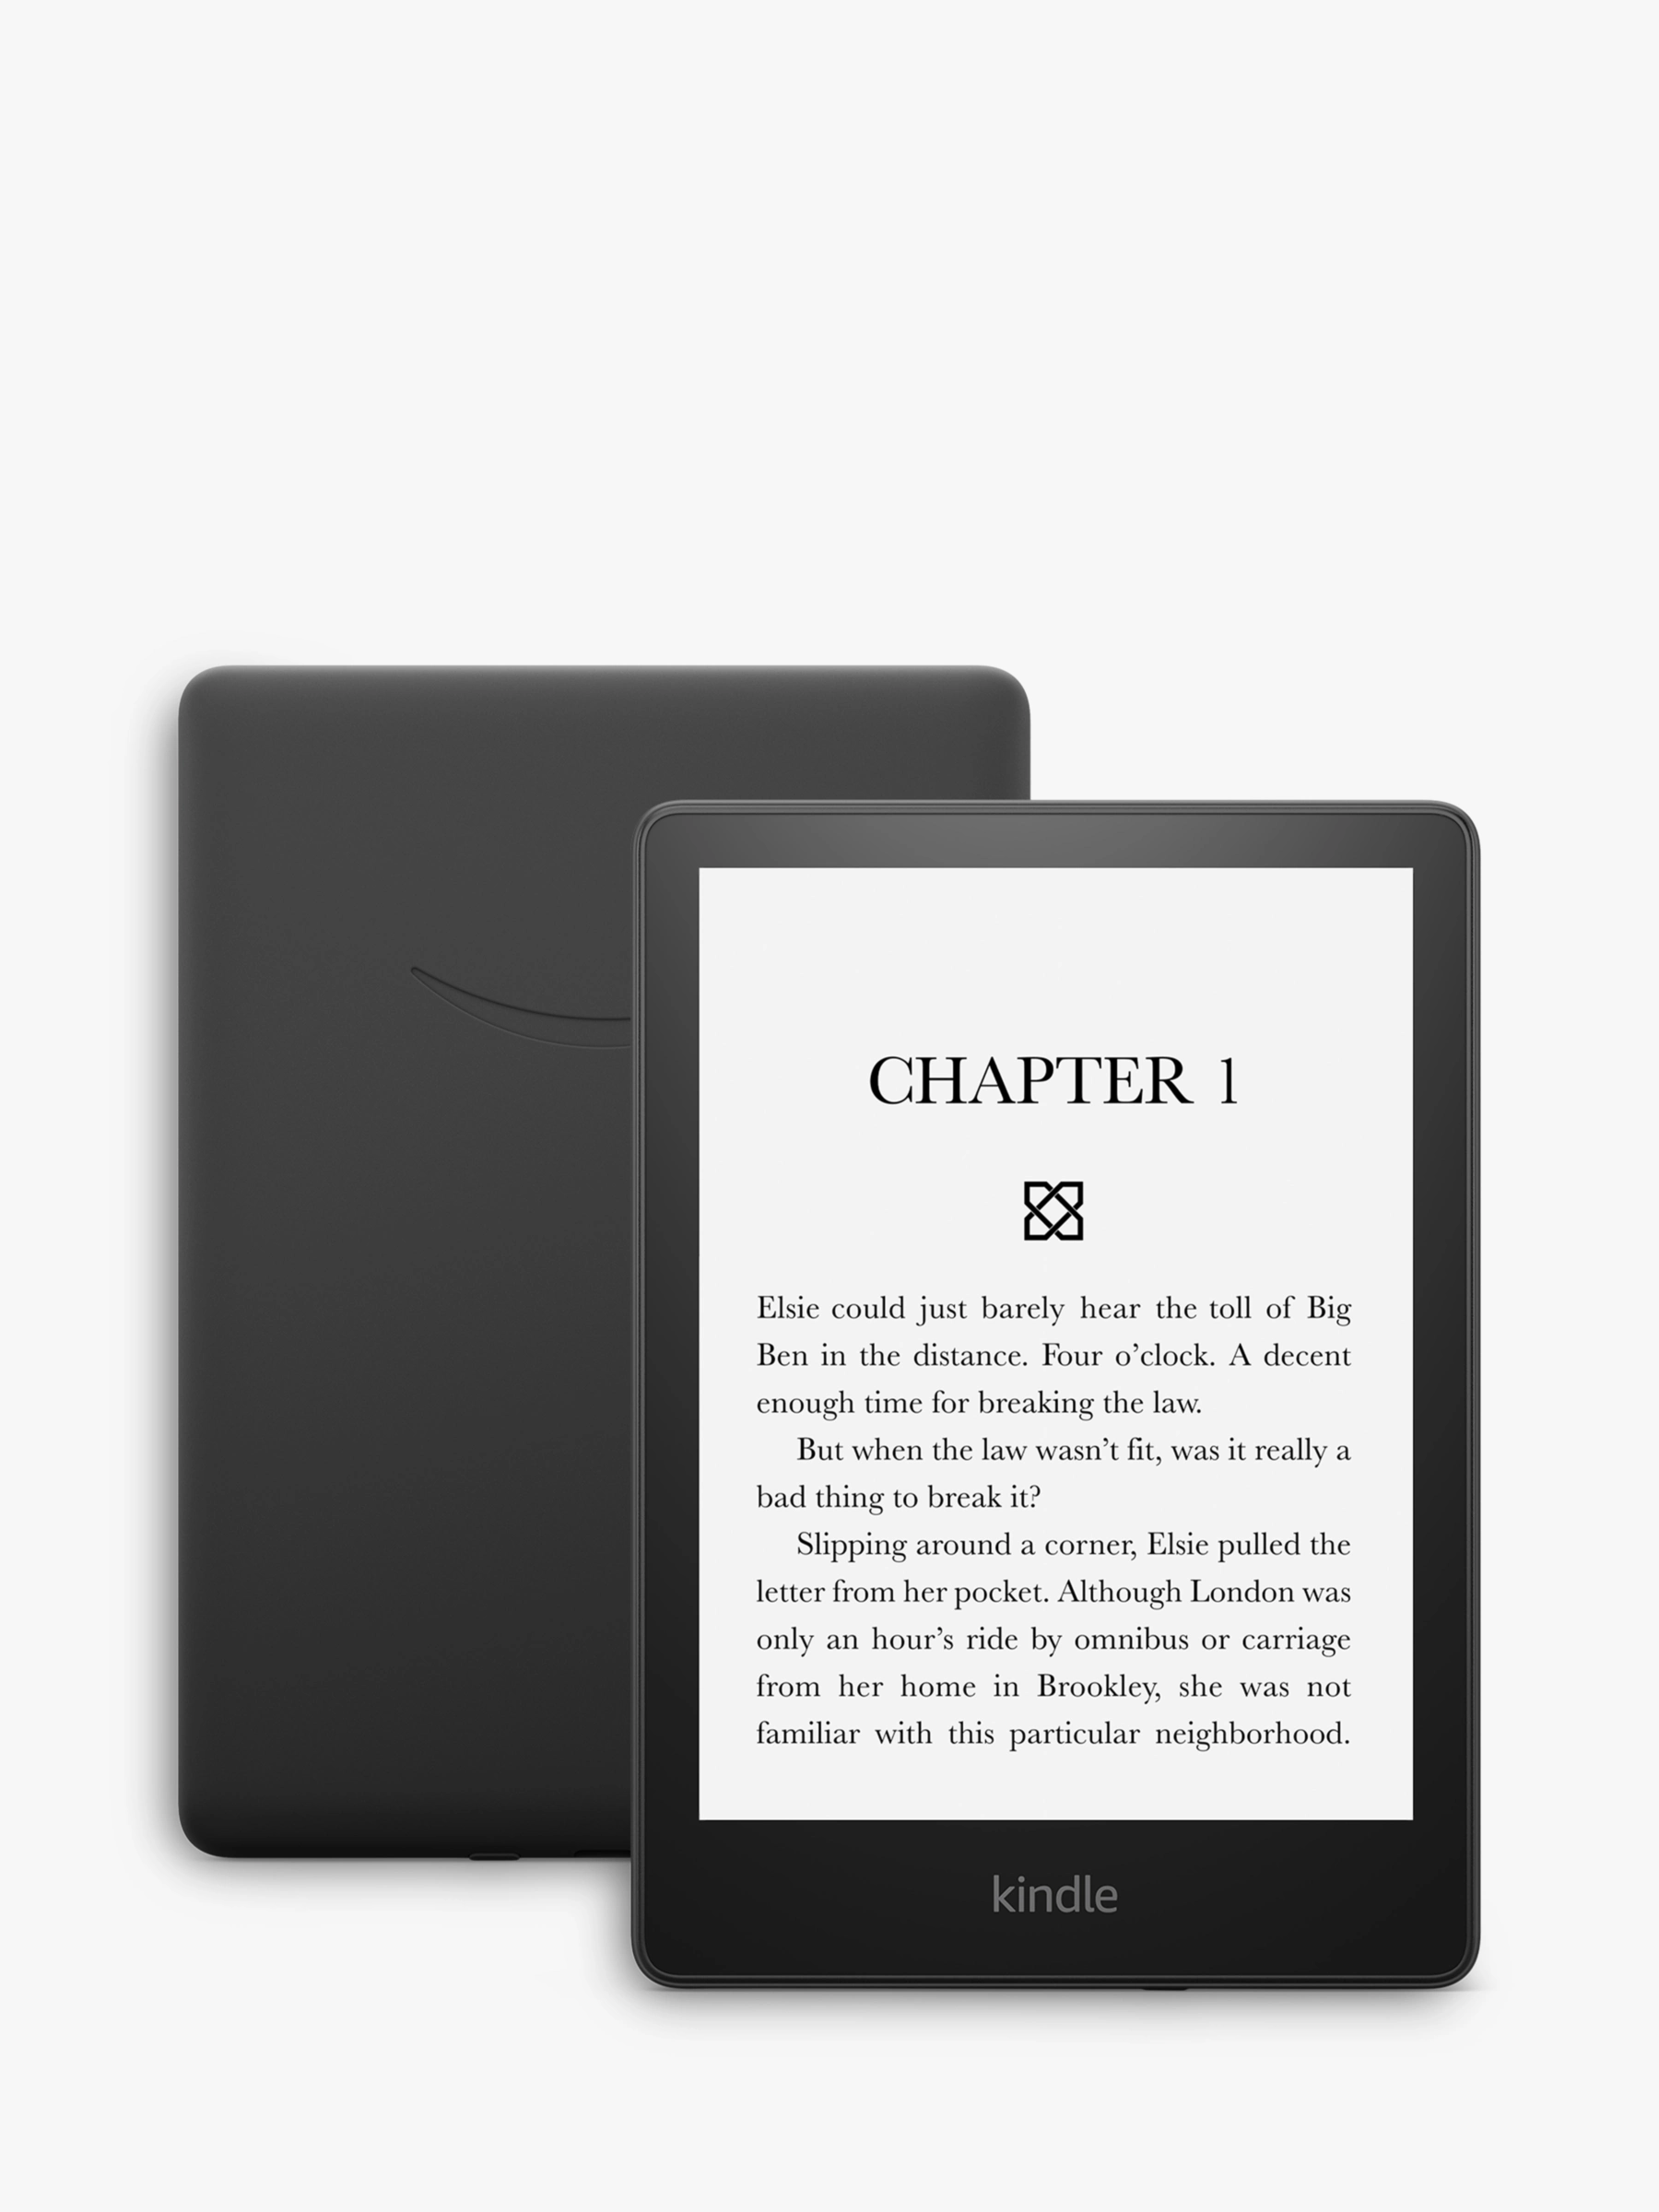 CHAPTER 1
Elsie could just barely hear the toll of Big
Ben in the distance. Four o’clock. A decent
enough time for breaking the law.
But when the law wasn’t fit, was it really a
bad thing to break it?
Slipping around a corner, Elsie pulled the
letter from her pocket. Although London was
only an hour’s ride by omnibus or carriage
from her home in Brookley, she was not
familiar with this particular neighborhood.
kindle